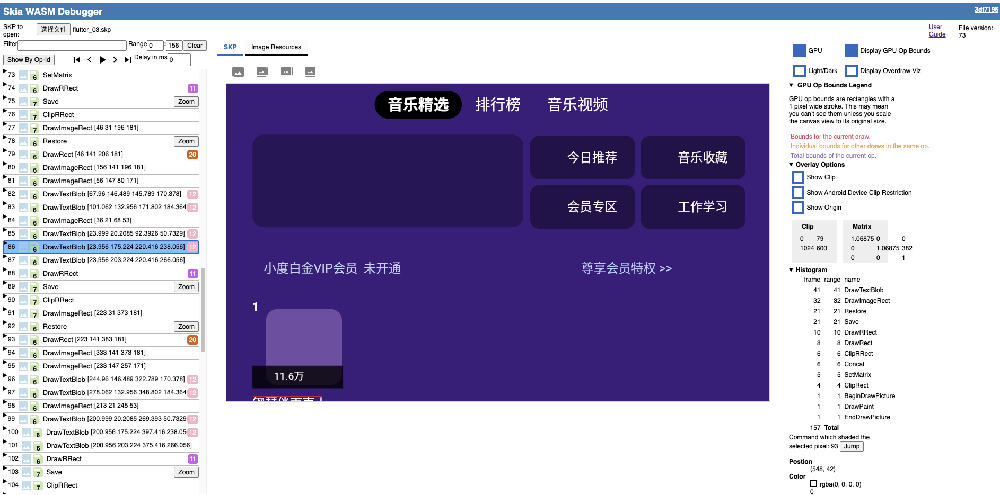 Skia WASM Debugger
3df7196
SKP to open:
选择文件 flutter_03.skp
User Guide
File version: 73
Filter
Range 0 : 156 Clear
Show By Op-Id
Delay in ms 0
SKP
Image Resources
73 6 SetMatrix
74 6 DrawRRect 11
75 7 Save Zoom
76 7 ClipRRect
77 7 DrawImageRect [46 31 196 181]
78 6 Restore Zoom
79 6 DrawRect [46 141 206 181] 20
80 6 DrawImageRect [156 141 196 181]
81 6 DrawImageRect [56 147 80 171]
82 6 DrawTextBlob [67.96 146.489 145.789 170.378] 12
83 6 DrawTextBlob [101.062 132.956 171.802 184.364 12
84 6 DrawImageRect [36 21 68 53]
85 6 DrawTextBlob [23.999 20.2085 92.3926 50.7329] 12
86 6 DrawTextBlob [23.956 175.224 220.416 238.056] 12
87 6 DrawTextBlob [23.956 203.224 220.416 266.056]
88 6 DrawRRect 11
89 7 Save Zoom
90 7 ClipRRect
91 7 DrawImageRect [223 31 373 181]
92 6 Restore Zoom
93 6 DrawRect [223 141 383 181] 20
94 6 DrawImageRect [333 141 373 181]
95 6 DrawImageRect [233 147 257 171]
96 6 DrawTextBlob [244.96 146.489 322.789 170.378] 12
97 6 DrawTextBlob [278.062 132.956 348.802 184.364 12
98 6 DrawImageRect [213 21 245 53]
99 6 DrawTextBlob [200.999 20.2085 269.393 50.7329 12
100 6 DrawTextBlob [200.956 175.224 397.416 238.05 12
101 6 DrawTextBlob [200.956 203.224 375.416 266.056]
102 6 DrawRRect 11
103 7 Save Zoom
104 7 ClipRRect
音乐精选 排行榜 音乐视频
今日推荐 音乐收藏
会员专区 工作学习
小度白金VIP会员 未开通
尊享会员特权 >>
1
11.6万
GPU
Display GPU Op Bounds
Light/Dark
Display Overdraw Viz
GPU Op Bounds Legend
GPU op bounds are rectangles with a
1 pixel wide stroke. This may mean
you can't see them unless you scale
the canvas view to its original size.
Bounds for the current draw.
Individual bounds for other draws in the same op.
Total bounds of the current op.
Overlay Options
Show Clip
Show Android Device Clip Restriction
Show Origin
Clip
0 79
1024 600
Matrix
1.06875 0 0
0 1.06875 382
0 0 1
Histogram
frame range name
41 41 DrawTextBlob
32 32 DrawImageRect
21 21 Restore
21 21 Save
10 10 DrawRRect
8 8 DrawRect
6 6 ClipRRect
6 6 Concat
5 5 SetMatrix
4 4 ClipRect
1 1 BeginDrawPicture
1 1 DrawPaint
1 1 EndDrawPicture
157 Total
Command which shaded the
selected pixel: 93 Jump
Postion
(548, 42)
Color
rgba(0, 0, 0, 0)
0